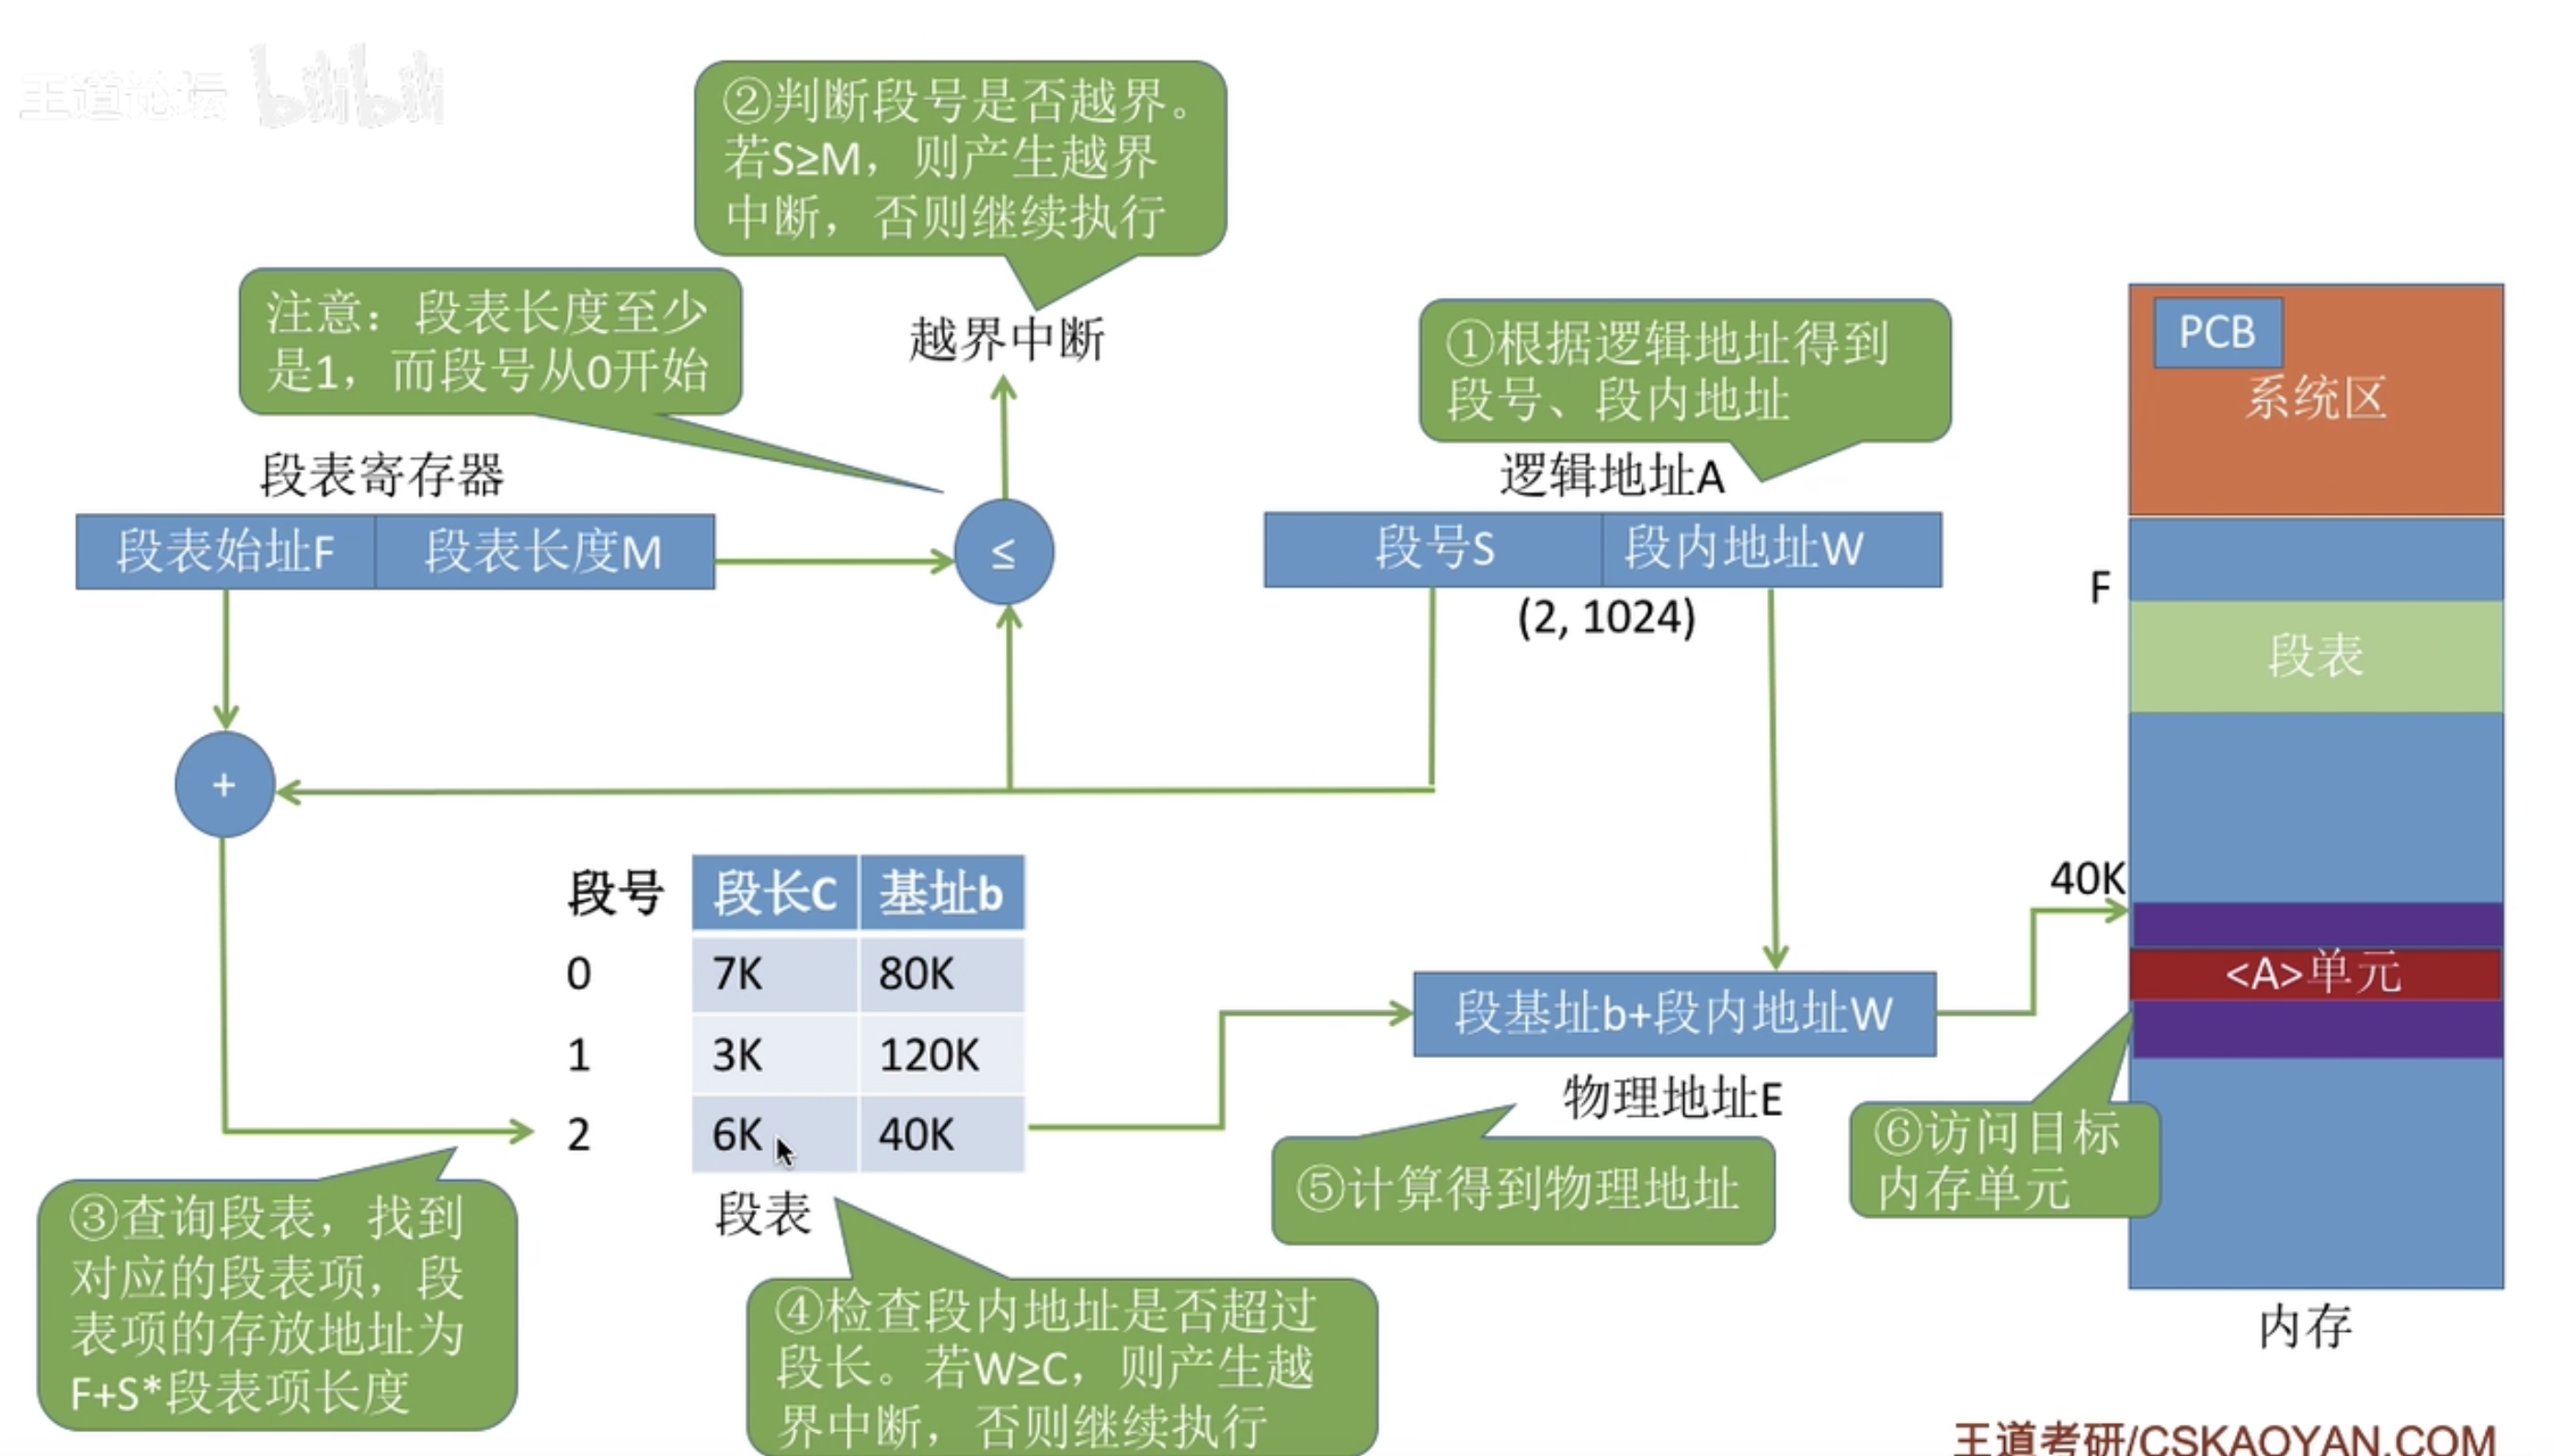 王道论坛 bilibili
②判断段号是否越界。
若S≥M，则产生越界
中断，否则继续执行
注意：段表长度至少
是1，而段号从0开始
越界中断
①根据逻辑地址得到
段号、段内地址
PCB
系统区
段表寄存器
逻辑地址A
段表始址F
段表长度M
≤
段号S
段内地址W
(2, 1024)
F
段表
+
40K
段号
段长C
基址b
0
7K
80K
1
3K
120K
2
6K
40K
段表
段基址b+段内地址W
物理地址E
<A>单元
③查询段表，找到
对应的段表项，段
表项的存放地址为
F+S*段表项长度
④检查段内地址是否超过
段长。若W≥C，则产生越
界中断，否则继续执行
⑤计算得到物理地址
⑥访问目标
内存单元
内存
王道考研/CSKAOYAN.COM